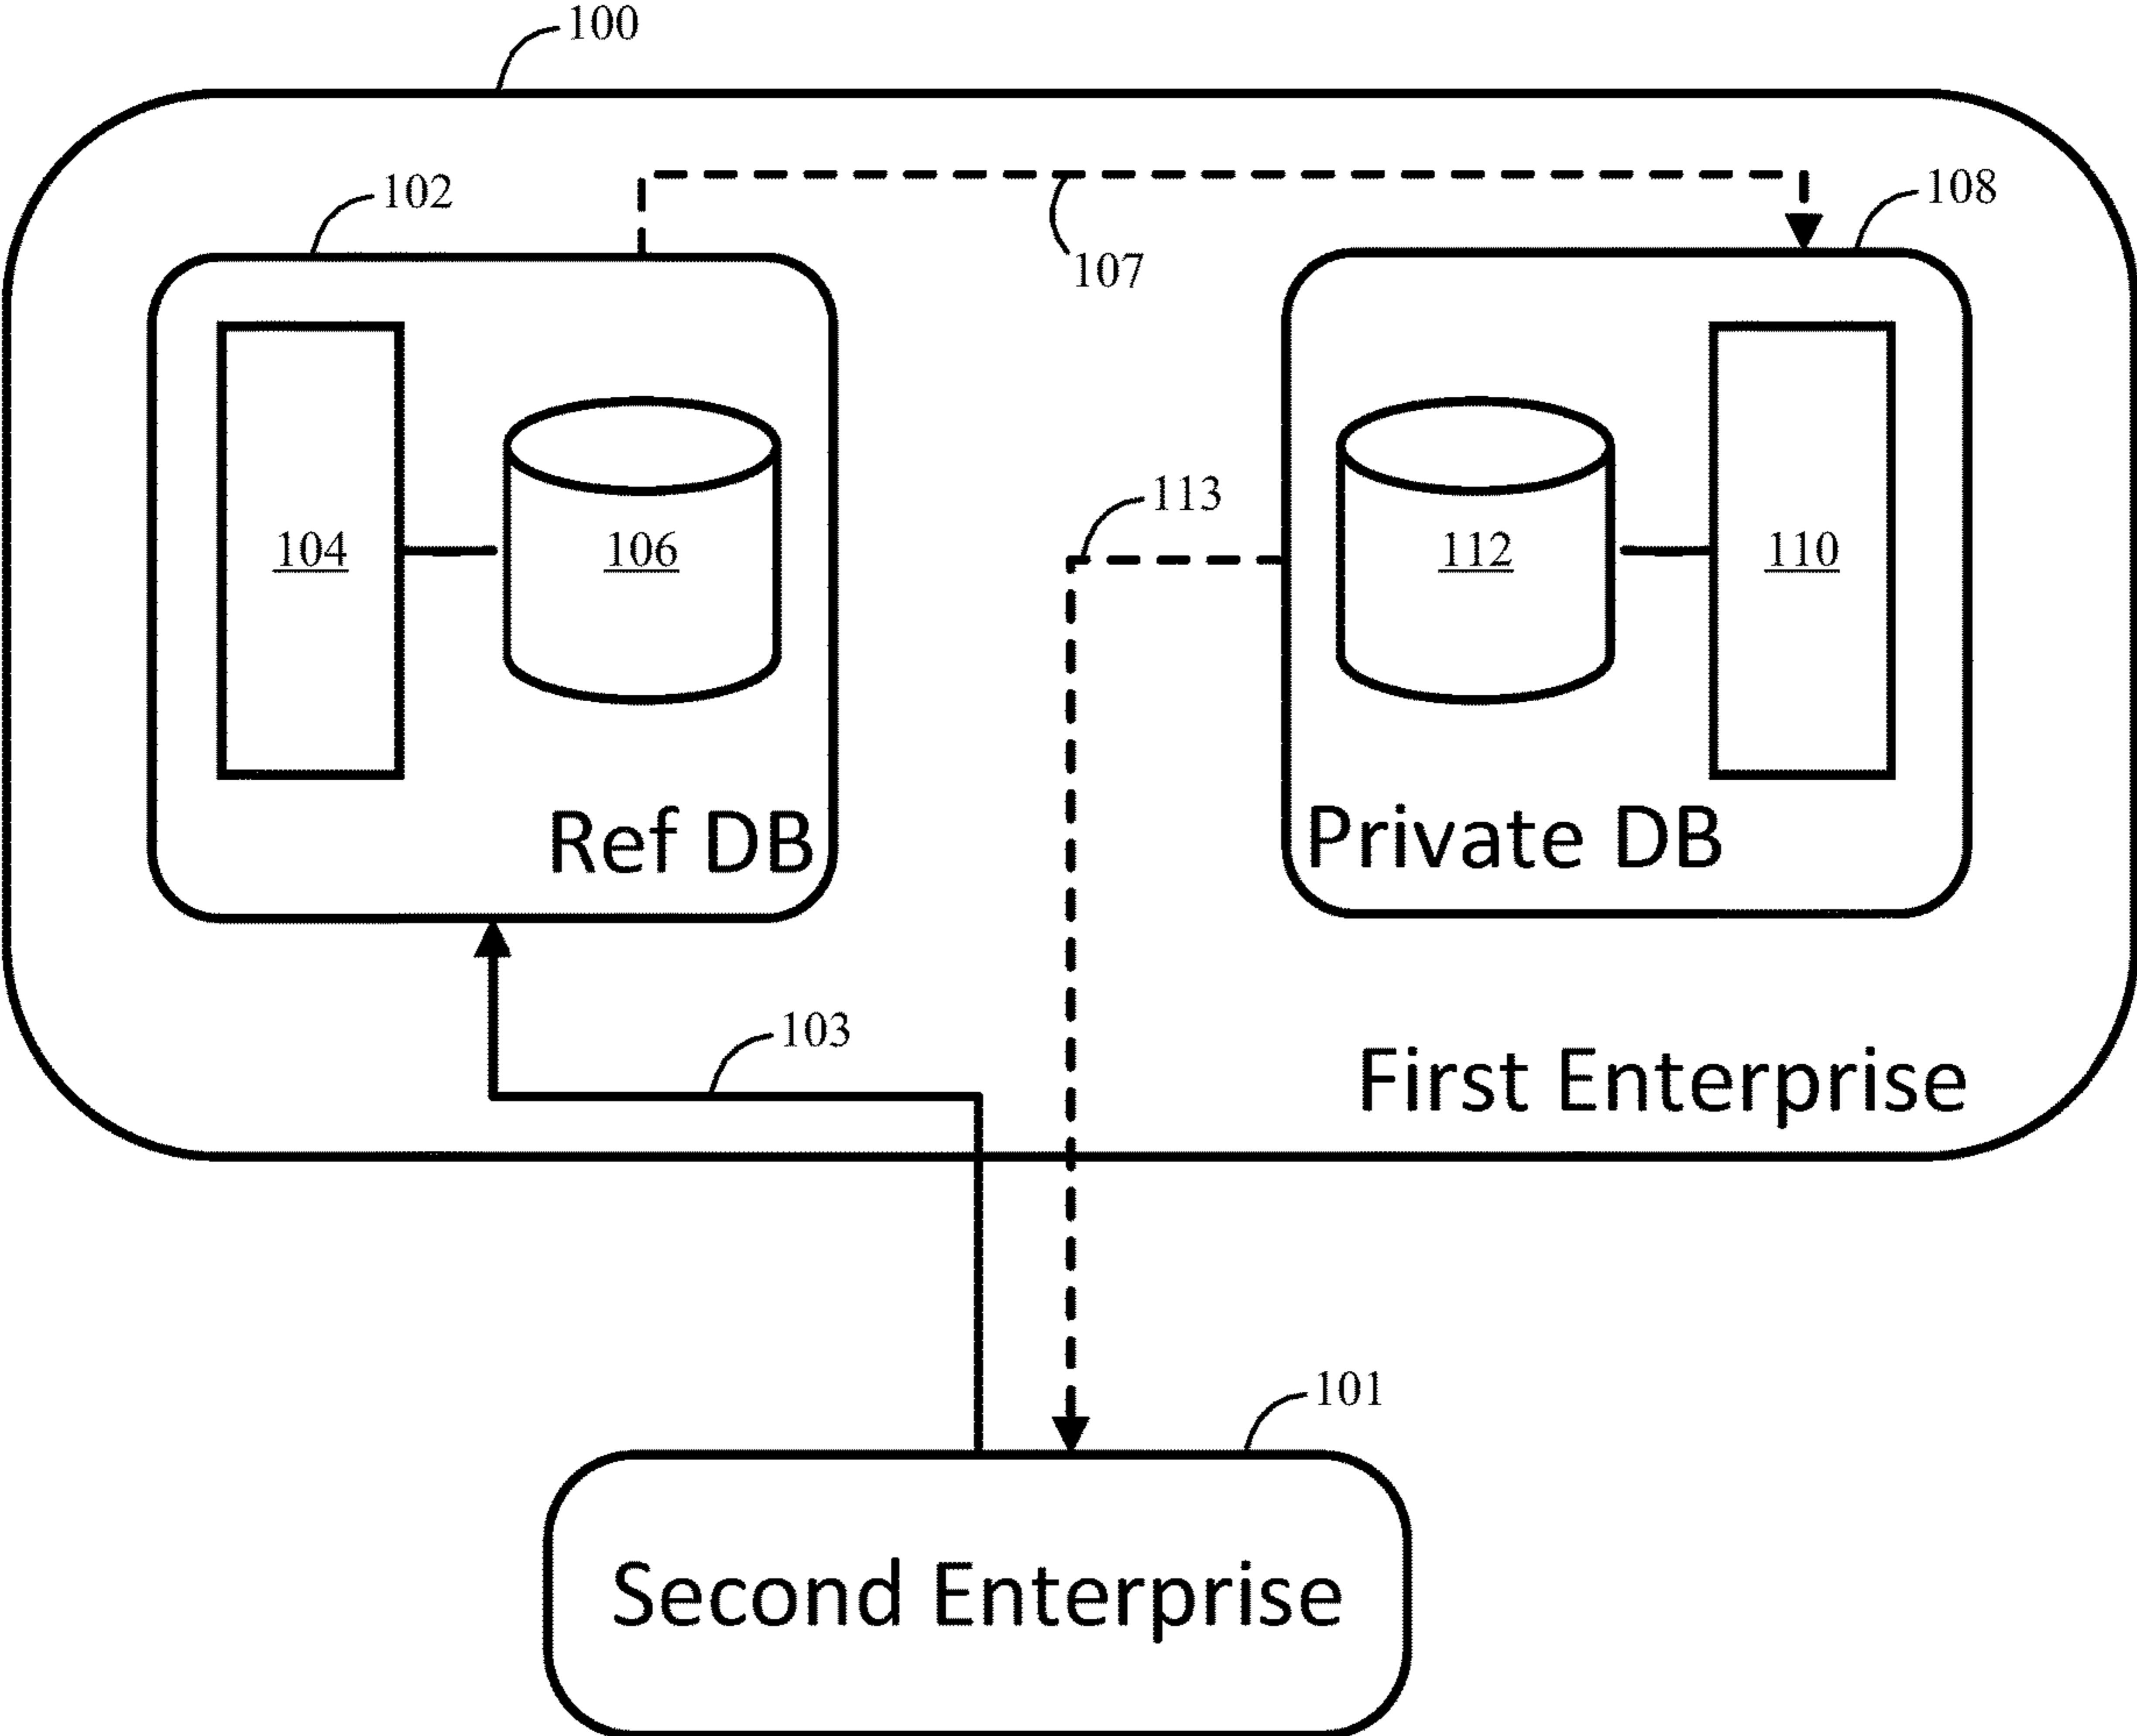 100
102
108
107
113
104
106
112
110
Ref DB
Private DB
103
First Enterprise
101
Second Enterprise